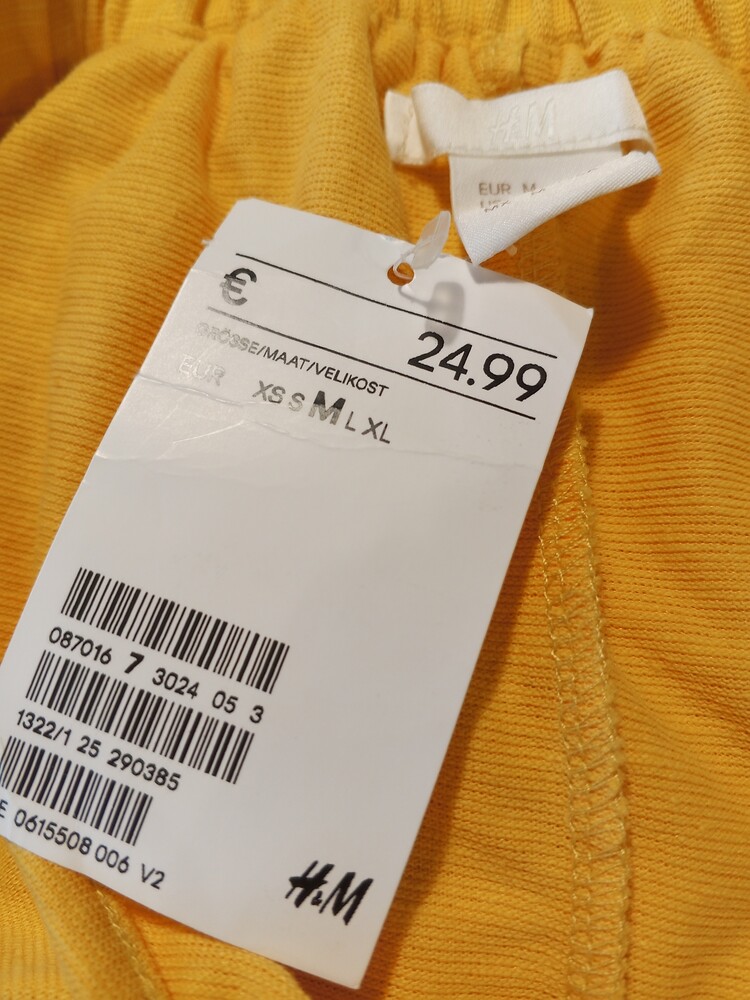 H&M
EUR M
€ 24.99
GRÖSSE/MAAT/VELIKOST
EUR XS S M L XL
087016 7 3024 05 3
1322/1 25 290385
E 0615508 006 V2
H&M